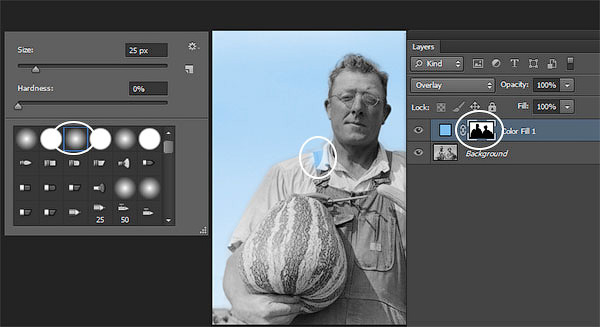 Size:
25 px
Hardness:
0%
25
50
Layers
Kind
Overlay
Opacity:
100%
Lock:
Fill:
100%
Color Fill 1
Background